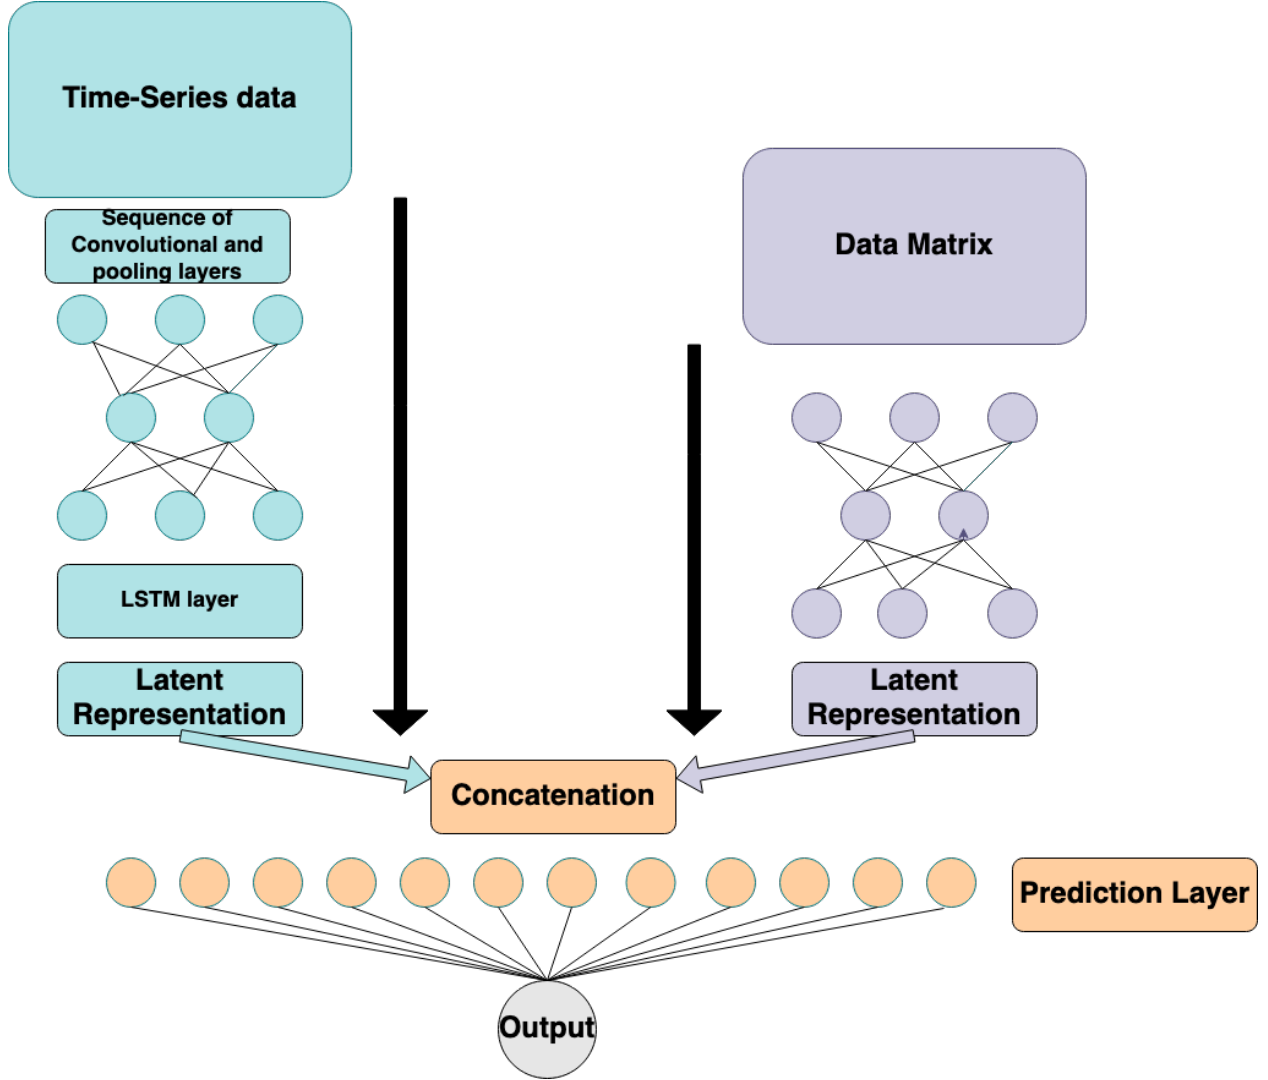 Time-Series data
Sequence of
Convolutional and
pooling layers
LSTM layer
Latent
Representation
Data Matrix
Latent
Representation
Concatenation
Prediction Layer
Output